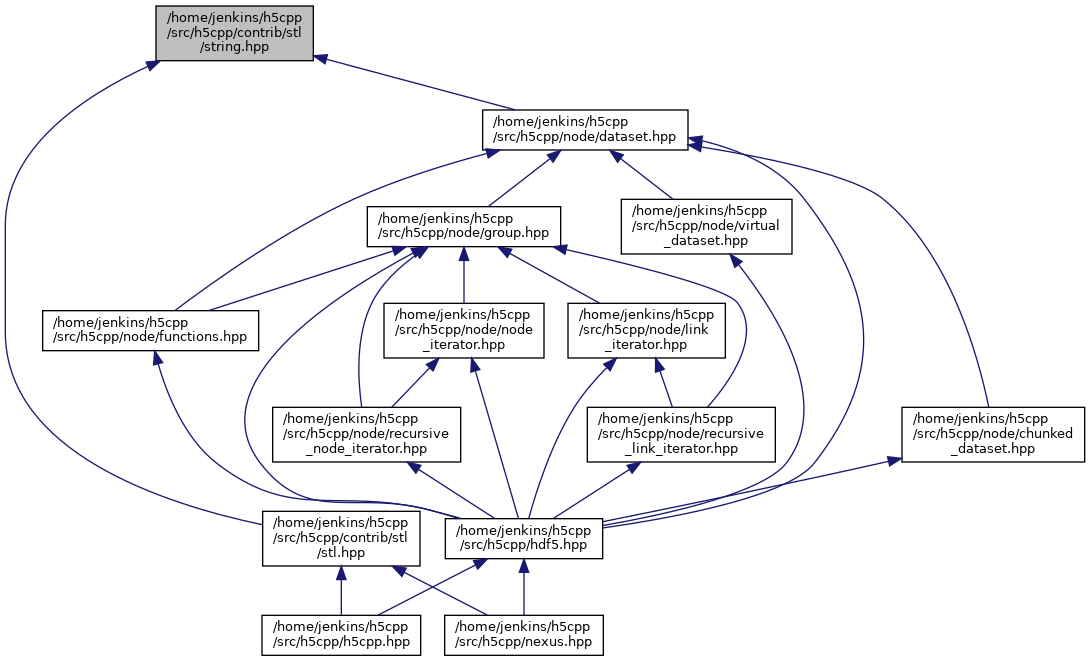 /home/jenkins/h5cpp
/src/h5cpp/contrib/stl
/string.hpp
/home/jenkins/h5cpp
/src/h5cpp/node/dataset.hpp
/home/jenkins/h5cpp
/src/h5cpp/node/group.hpp
/home/jenkins/h5cpp
/src/h5cpp/node/virtual
_dataset.hpp
/home/jenkins/h5cpp
/src/h5cpp/node/functions.hpp
/home/jenkins/h5cpp
/src/h5cpp/node/node
_iterator.hpp
/home/jenkins/h5cpp
/src/h5cpp/node/link
_iterator.hpp
/home/jenkins/h5cpp
/src/h5cpp/node/recursive
_node_iterator.hpp
/home/jenkins/h5cpp
/src/h5cpp/node/recursive
_link_iterator.hpp
/home/jenkins/h5cpp
/src/h5cpp/node/chunked
_dataset.hpp
/home/jenkins/h5cpp
/src/h5cpp/contrib/stl
/stl.hpp
/home/jenkins/h5cpp
/src/h5cpp/hdf5.hpp
/home/jenkins/h5cpp
/src/h5cpp/h5cpp.hpp
/home/jenkins/h5cpp
/src/h5cpp/nexus.hpp